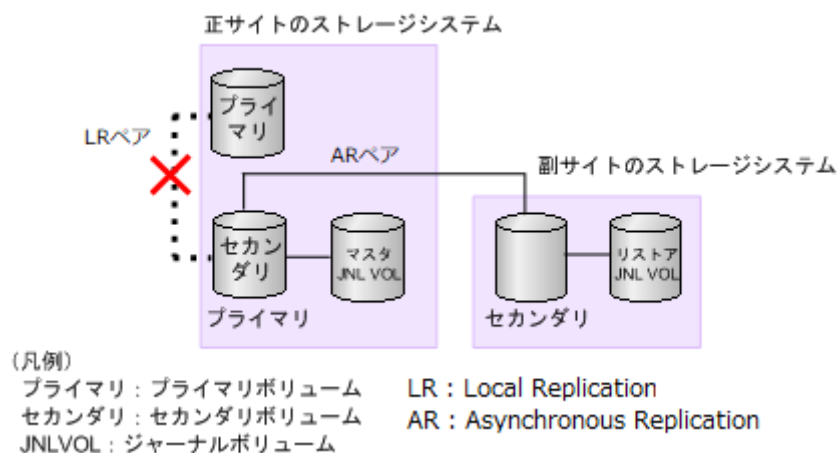 正サイトのストレージシステム
プライ
マリ
LRペア
ARペア
副サイトのストレージシステム
セカン
ダリ
マスタ
JNL VOL
リストア
JNL VOL
プライマリ
セカンダリ
(凡例)
プライマリ:プライマリボリューム
LR : Local Replication
セカンダリ:セカンダリボリューム
AR : Asynchronous Replication
JNLVOL:ジャーナルボリューム